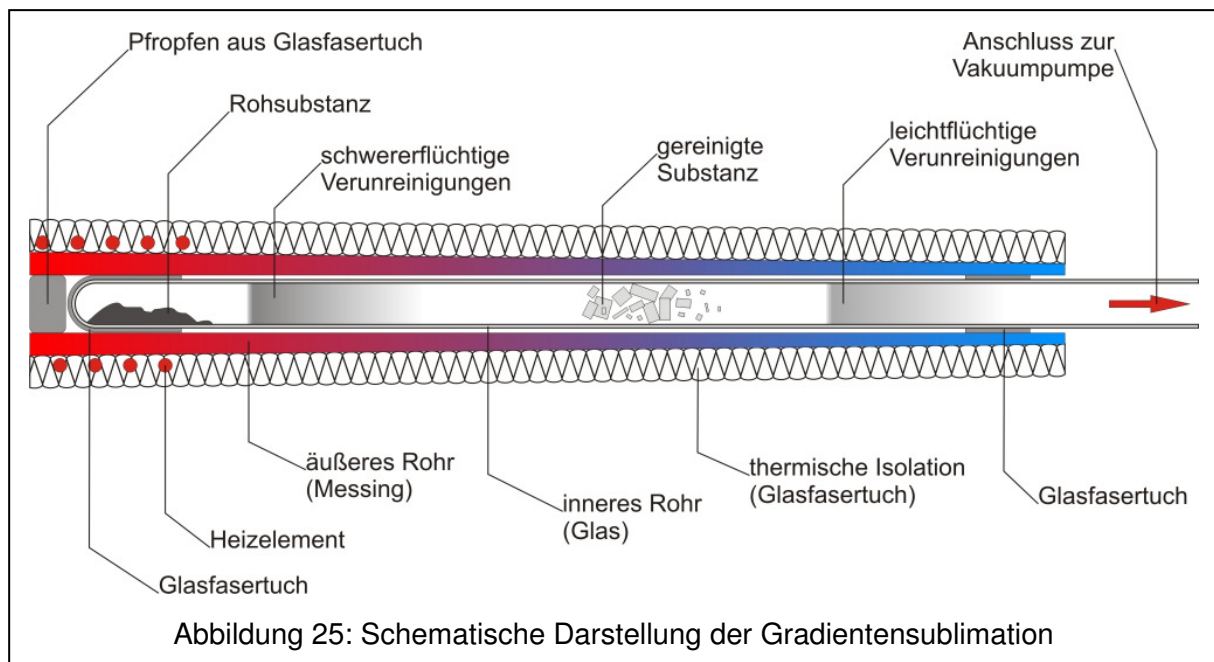 Pfropfen aus Glasfasertuch
Anschluss zur
Vakuumpumpe
Rohsubstanz
schwererflüchtige
Verunreinigungen
gereinigte
Substanz
leichtflüchtige
Verunreinigungen
äußeres Rohr
(Messing)
inneres Rohr
(Glas)
thermische Isolation
(Glasfasertuch)
Glasfasertuch
Heizelement
Glasfasertuch
Abbildung 25: Schematische Darstellung der Gradientensublimation